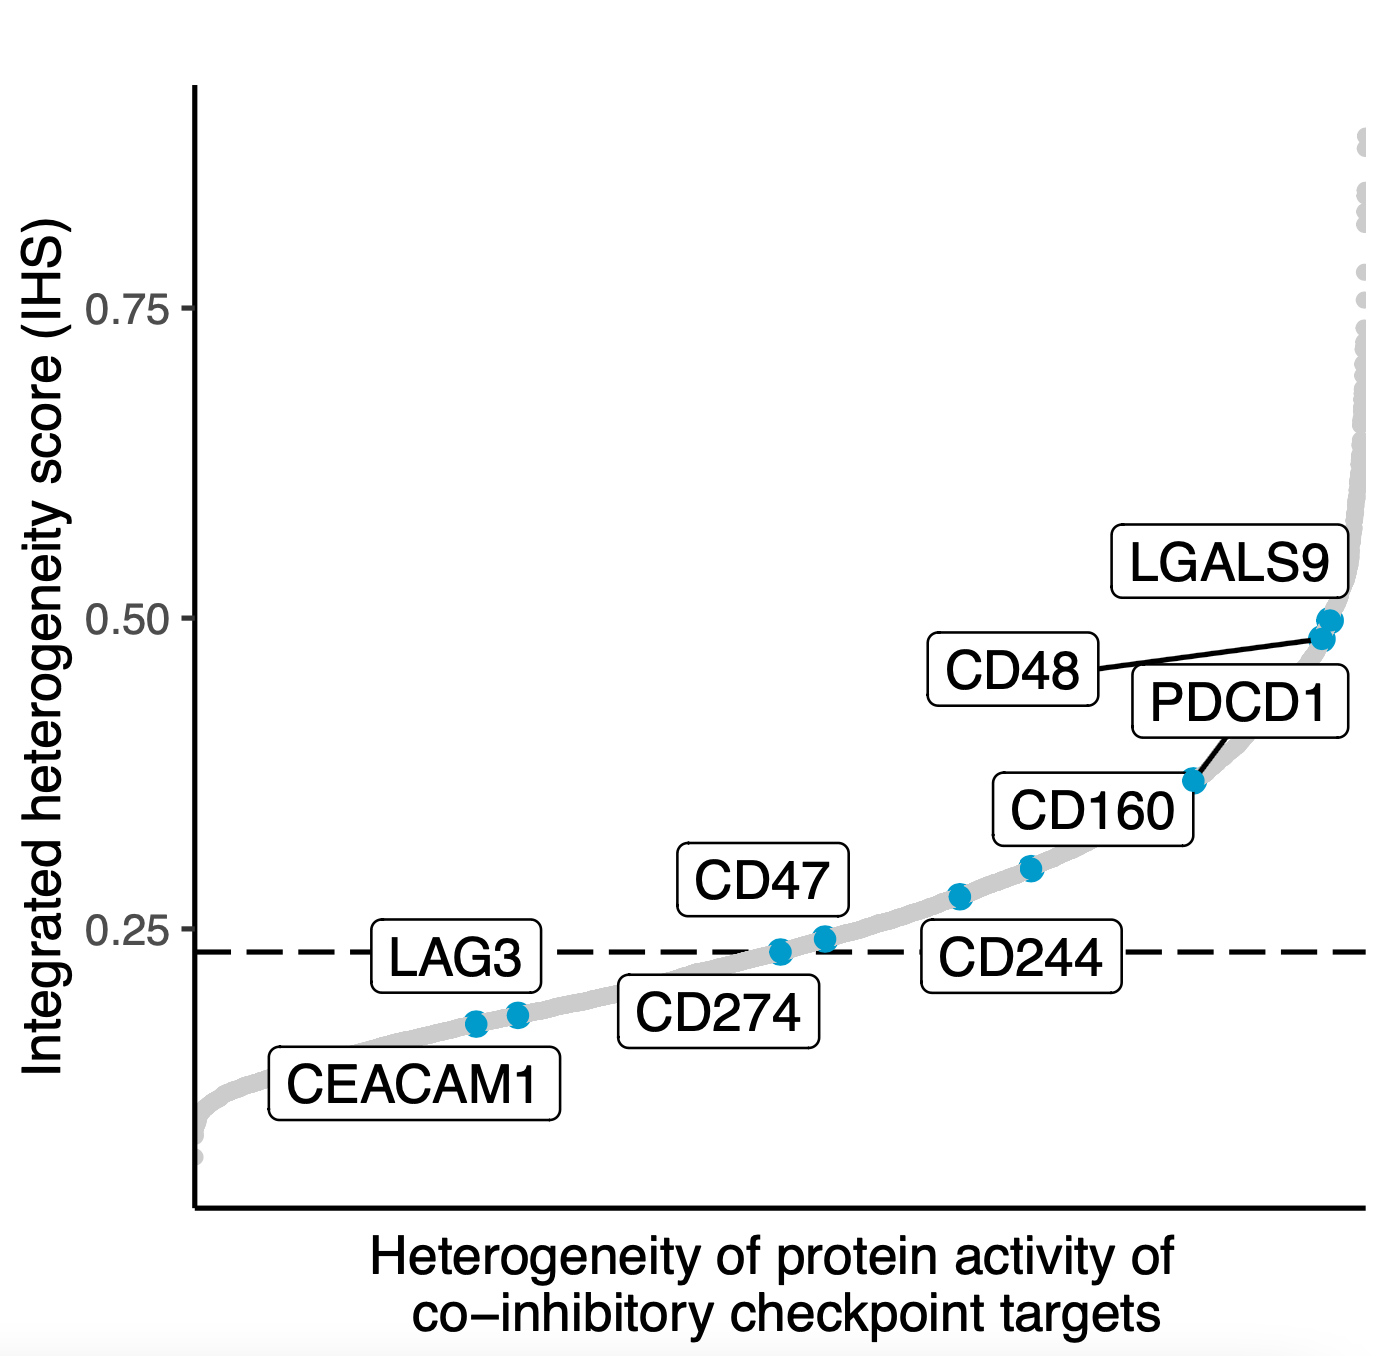 Integrated heterogeneity score (IHS)
0.75
0.50
0.25
LGALS9
CD48
PDCD1
CD160
CD47
LAG3
CD244
CD274
CEACAM1
Heterogeneity of protein activity of
co−inhibitory checkpoint targets